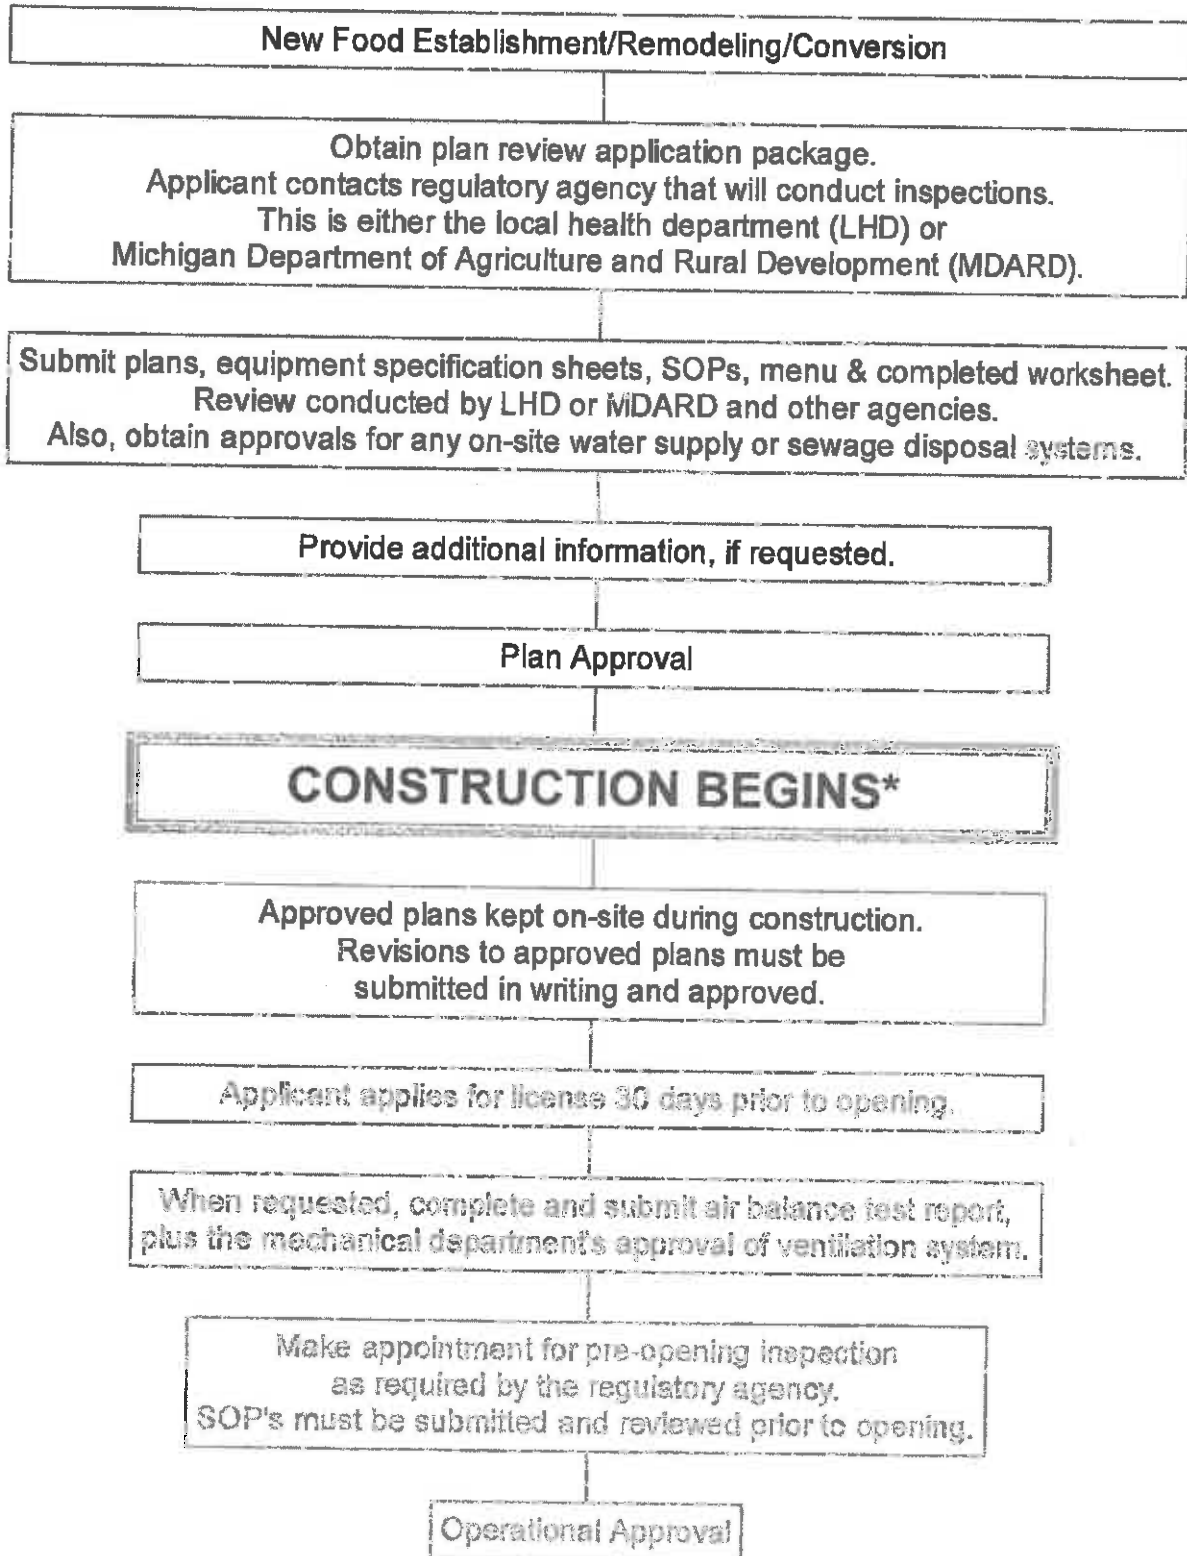 New Food Establishment/Remodeling/Conversion
Obtain plan review application package.
Applicant contacts regulatory agency that will conduct inspections.
This is either the local health department (LHD) or
Michigan Department of Agriculture and Rural Development (MDARD).
Submit plans, equipment specification sheets, SOPs, menu & completed worksheet.
Review conducted by LHD or MDARD and other agencies.
Also, obtain approvals for any on-site water supply or sewage disposal systems.
Provide additional information, if requested.
Plan Approval
CONSTRUCTION BEGINS*
Approved plans kept on-site during construction.
Revisions to approved plans must be
submitted in writing and approved.
Applicant applies for license 30 days prior to opening.
When requested, complete and submit air balance test report,
plus the mechanical department's approval of ventilation system.
Make appointment for pre-opening inspection
as required by the regulatory agency.
SOP's must be submitted and reviewed prior to opening.
Operational Approval